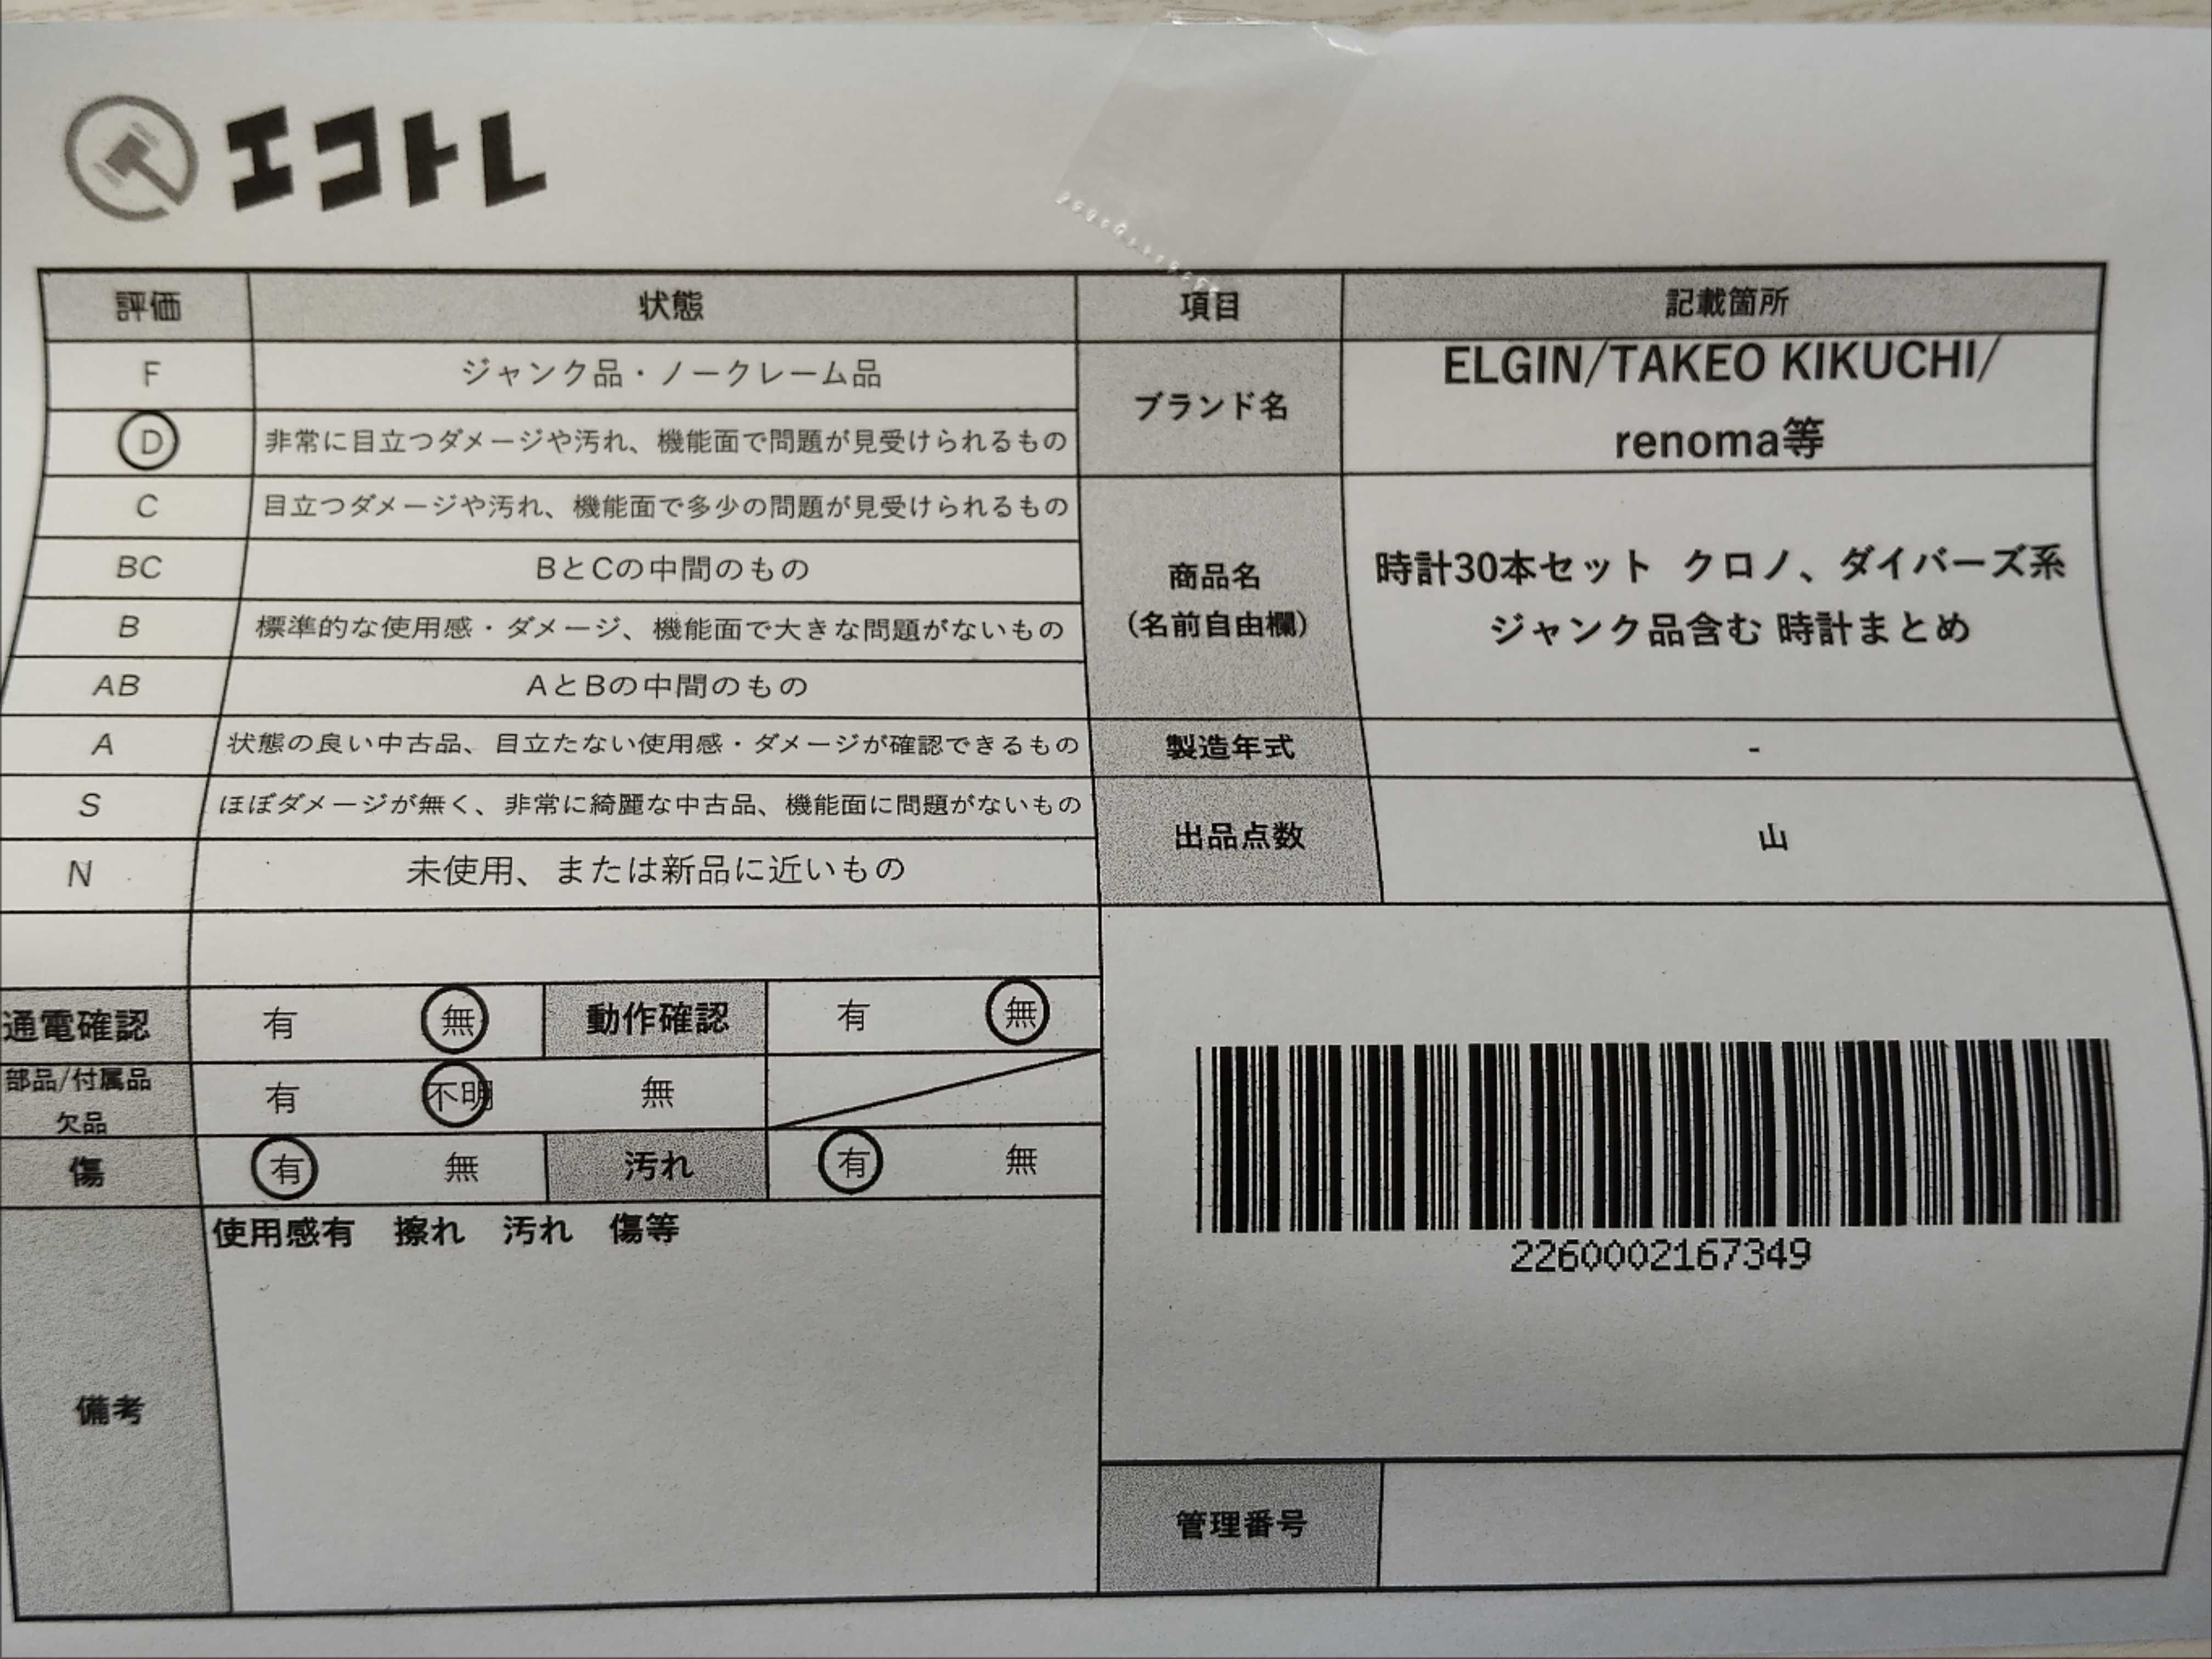 エコトレ
評価 状態 項目 記載箇所
F ジャンク品・ノークレーム品
D 非常に目立つダメージや汚れ、機能面で問題が見受けられるもの
C 目立つダメージや汚れ、機能面で多少の問題が見受けられるもの
BC BとCの中間のもの
B 標準的な使用感・ダメージ、機能面で大きな問題がないもの
AB AとBの中間のもの
A 状態の良い中古品、目立たない使用感・ダメージが確認できるもの
S ほぼダメージが無く、非常に綺麗な中古品、機能面に問題がないもの
N 未使用、または新品に近いもの
ブランド名
ELGIN/TAKEO KIKUCHI/
renoma等
商品名
(名前自由欄)
時計30本セット クロノ、ダイバーズ系
ジャンク品含む 時計まとめ
製造年式 -
出品点数 山
通電確認 有 無 動作確認 有 無
部品/付属品
欠品
有 不明 無
傷 有 無 汚れ 有 無
備考
使用感有 擦れ 汚れ 傷等
2260002167349
管理番号